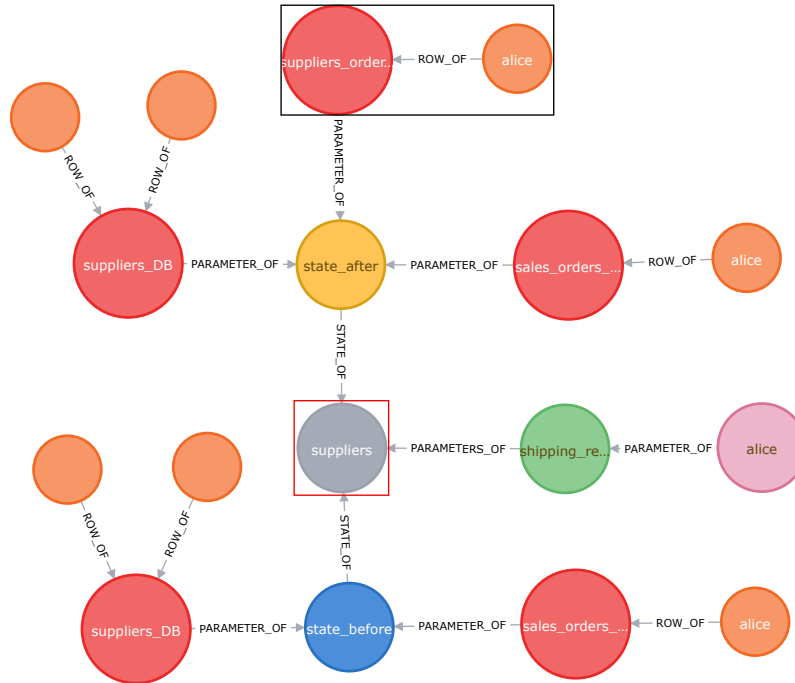 suppliers_order…
ROW_OF
alice
ROW_OF
ROW_OF
PARAMETER_OF
suppliers_DB
PARAMETER_OF
state_after
PARAMETER_OF
sales_orders_…
ROW_OF
alice
STATE_OF
suppliers
PARAMETERS_OF
shipping_re…
PARAMETER_OF
alice
ROW_OF
ROW_OF
STATE_OF
suppliers_DB
PARAMETER_OF
state_before
PARAMETER_OF
sales_orders_…
ROW_OF
alice